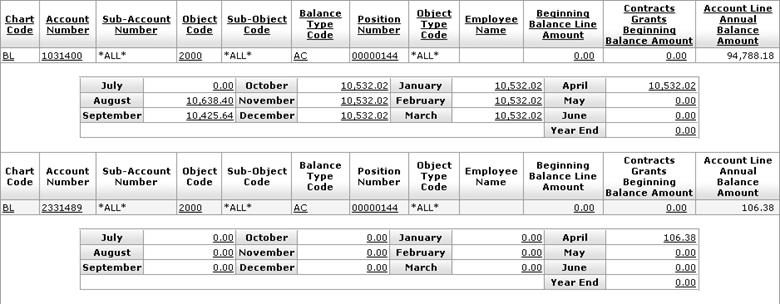 Chart Code Account Number Sub-Account Number Object Code Sub-Object Code Balance Type Code Position Number Object Type Code Employee Name Beginning Balance Line Amount Contracts Grants Beginning Balance Amount Account Line Annual Balance Amount
BL 1031400 *ALL* 2000 *ALL* AC 00000144 *ALL* 0.00 0.00 94,788.18
July 0.00 October 10,532.02 January 10,532.02 April 10,532.02
August 10,638.40 November 10,532.02 February 10,532.02 May 0.00
September 10,425.64 December 10,532.02 March 10,532.02 June 0.00
Year End 0.00
Chart Code Account Number Sub-Account Number Object Code Sub-Object Code Balance Type Code Position Number Object Type Code Employee Name Beginning Balance Line Amount Contracts Grants Beginning Balance Amount Account Line Annual Balance Amount
BL 2331489 *ALL* 2000 *ALL* AC 00000144 *ALL* 0.00 0.00 106.38
July 0.00 October 0.00 January 0.00 April 106.38
August 0.00 November 0.00 February 0.00 May 0.00
September 0.00 December 0.00 March 0.00 June 0.00
Year End 0.00